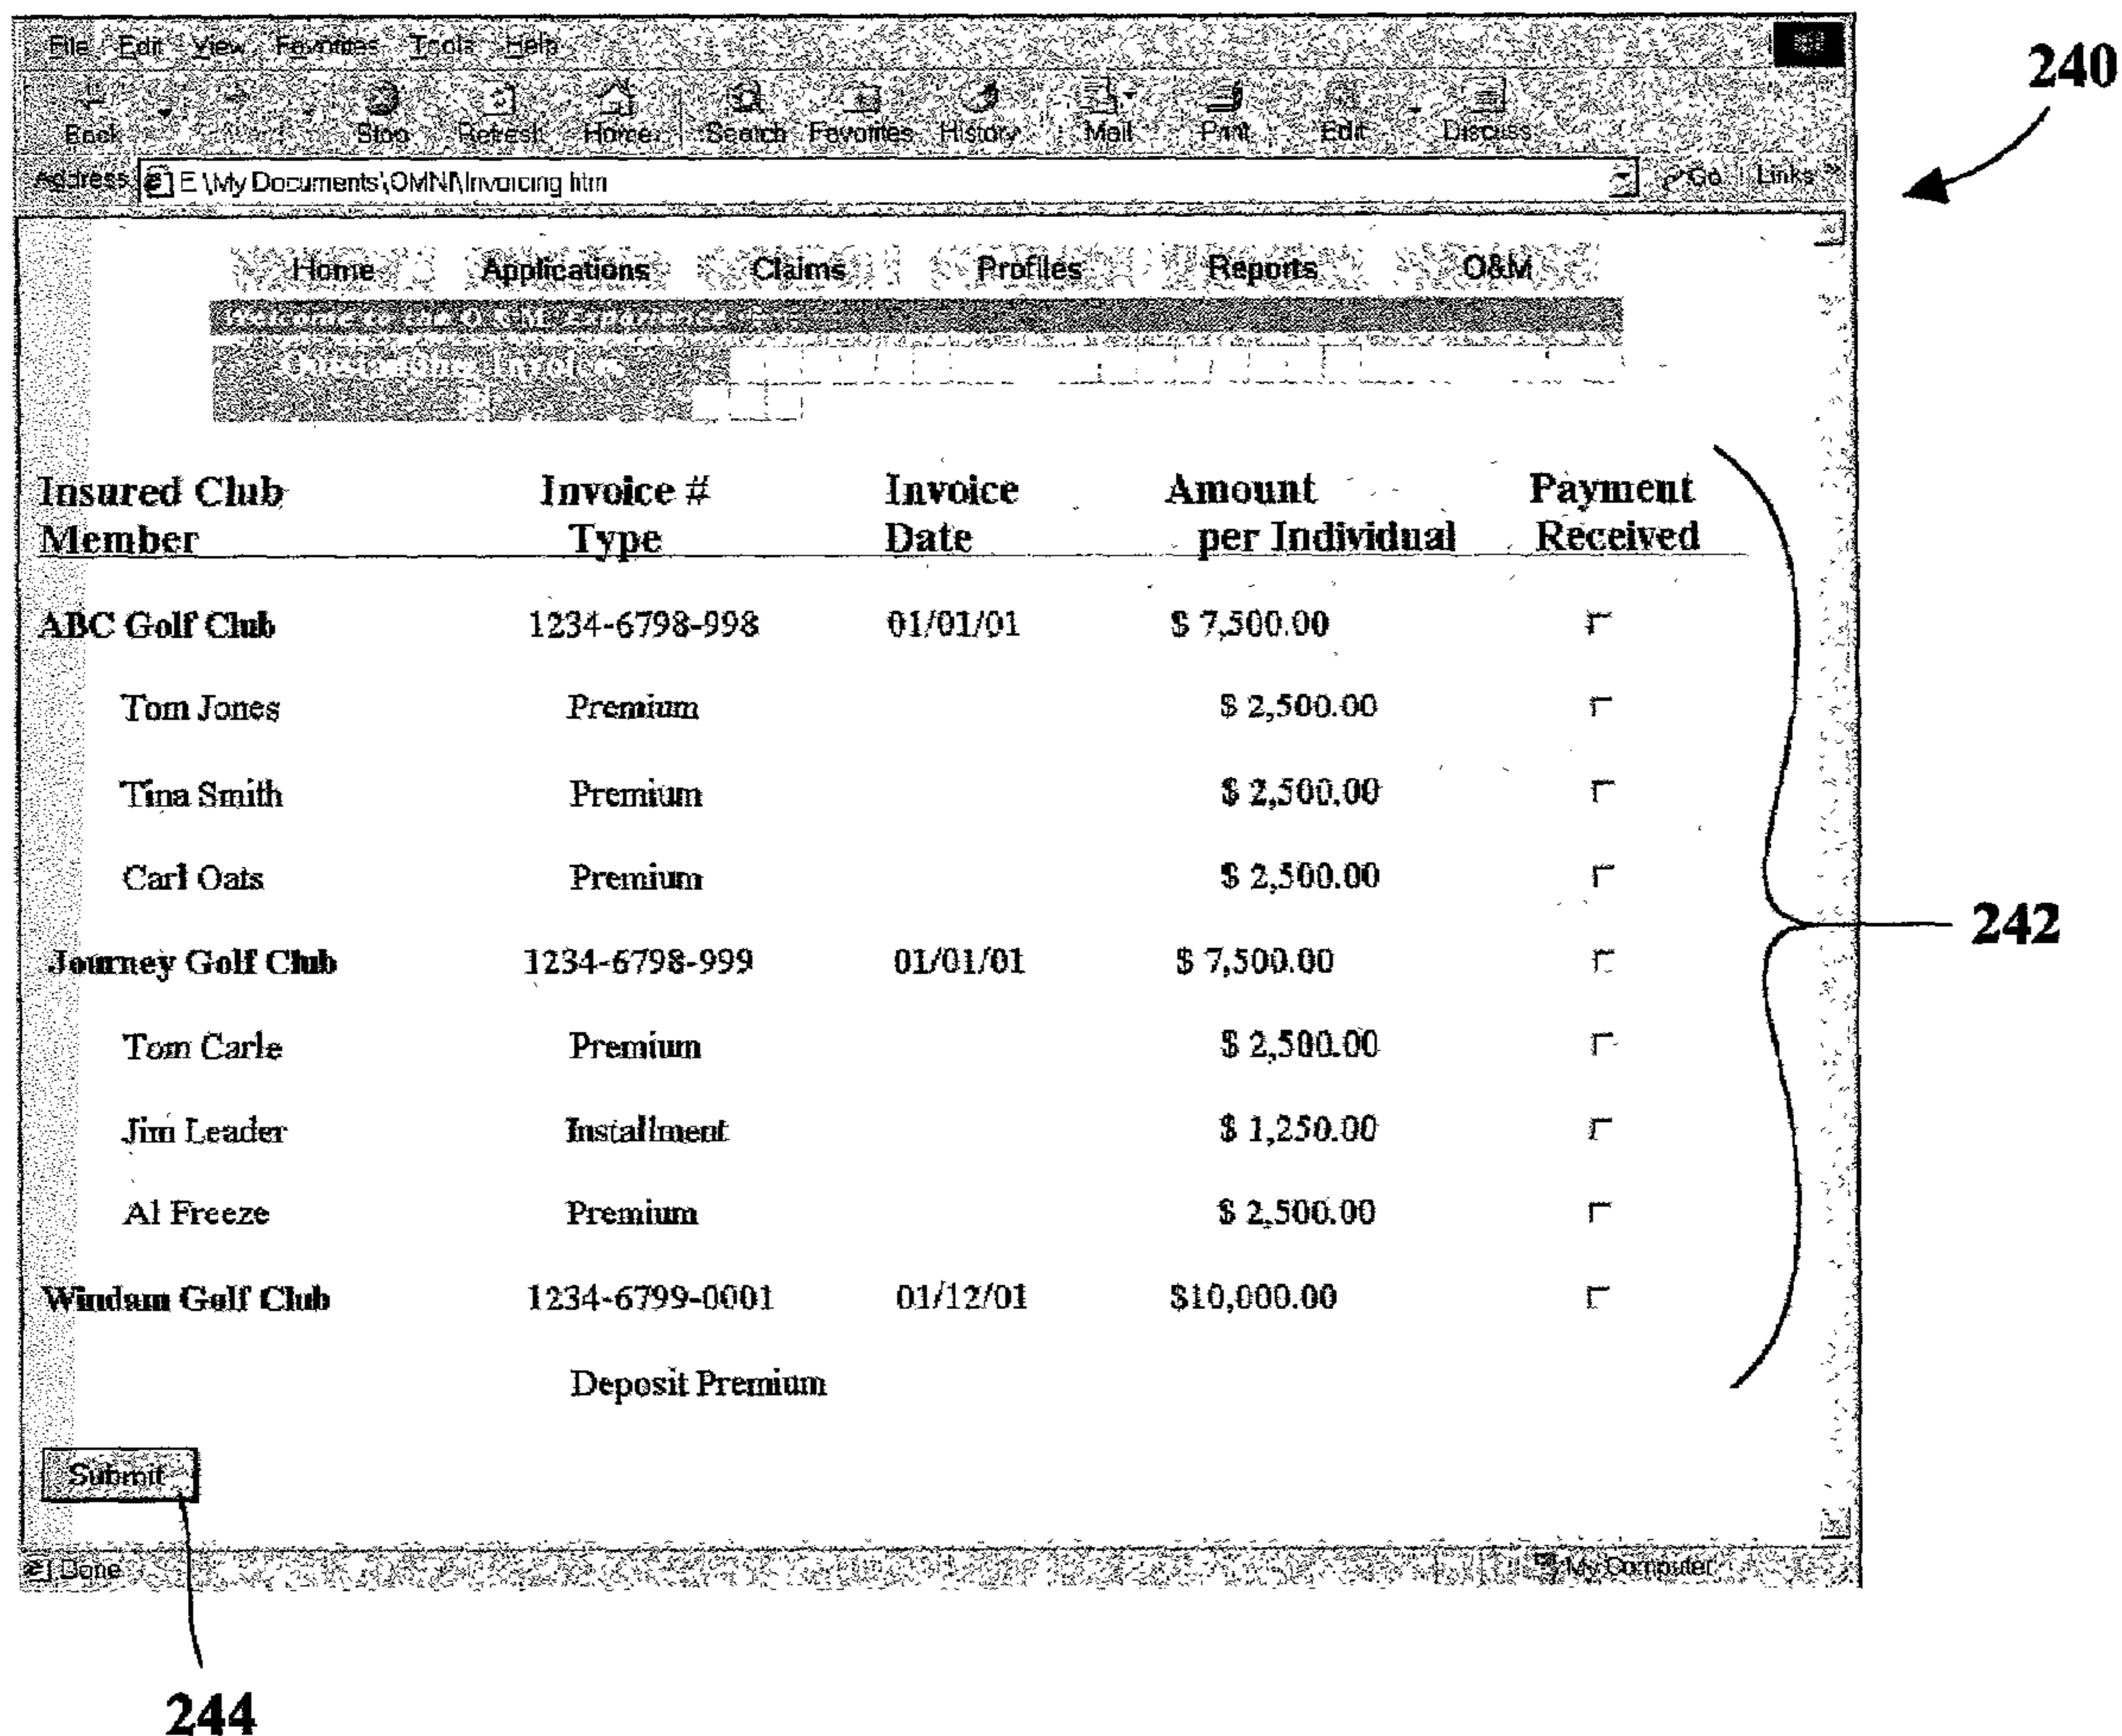 File Edit View Favorites Tools Help
240
Back Stop Refresh Home Search Favorites History Mail Print Edit Discuss
Address E \My Documents\OMNI\Invoicing htm Go Links
Home Applications Claims Profiles Reports O&M
Welcome to the
Outstanding Invoices
Insured Club Invoice # Invoice Amount Payment
Member Type Date per Individual Received
ABC Golf Club 1234-6798-998 01/01/01 $ 7,500.00
Tom Jones Premium $ 2,500.00
Tina Smith Premium $ 2,500.00
Carl Oats Premium $ 2,500.00
242
Journey Golf Club 1234-6798-999 01/01/01 $ 7,500.00
Tom Carle Premium $ 2,500.00
Jim Leader Installment $ 1,250.00
Al Freeze Premium $ 2,500.00
Windam Golf Club 1234-6799-0001 01/12/01 $10,000.00
Deposit Premium
Submit
Done My Computer
244